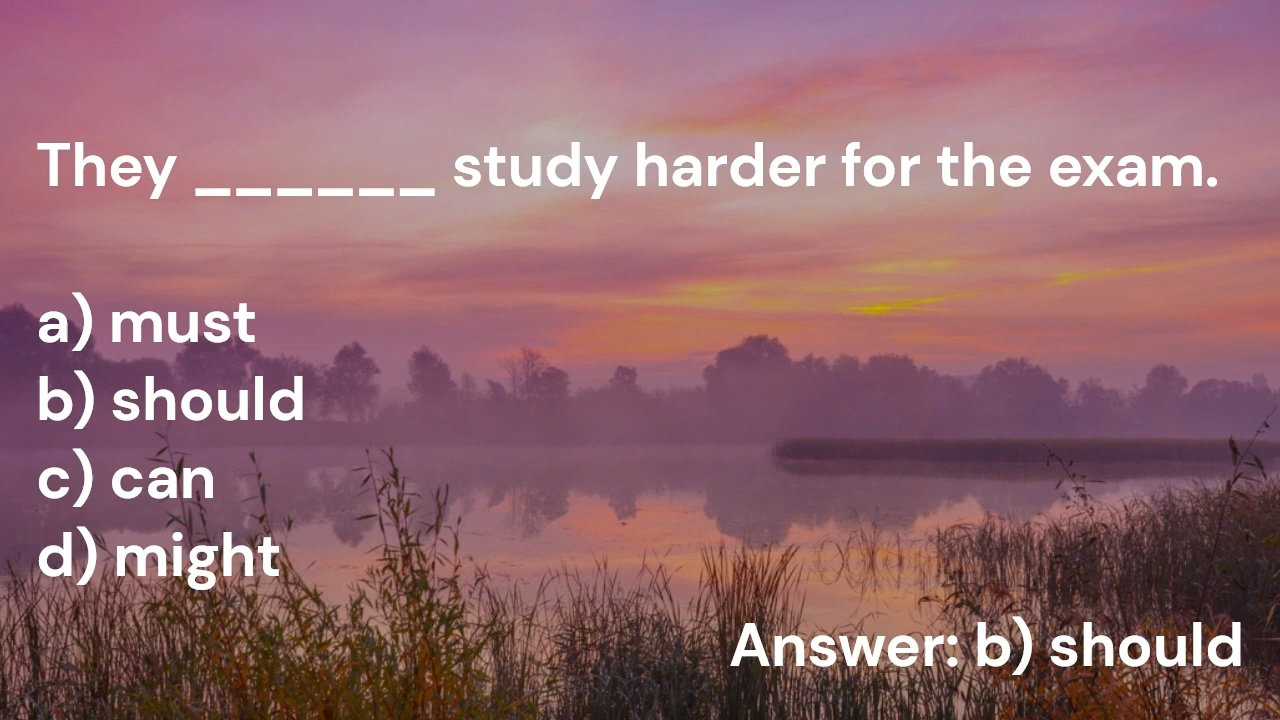 They ______ study harder for the exam.
a) must
b) should
c) can
d) might
Answer: b) should